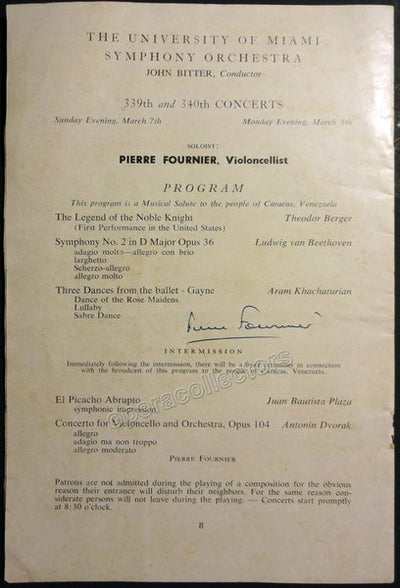 THE UNIVERSITY OF MIAMI
SYMPHONY ORCHESTRA
JOHN BITTER, Conductor
339th and 340th CONCERTS
Sunday Evening, March 7th Monday Evening, March 8th
SOLOIST:
PIERRE FOURNIER, Violoncellist
PROGRAM
This program is a Musical Salute to the people of Caracas, Venezuela
The Legend of the Noble Knight Theodor Berger
(First Performance in the United States)
Symphony No. 2 in D Major Opus 36 Ludwig van Beethoven
adagio molto—allegro con brio
larghetto
Scherzo-allegro
allegro molto
Three Dances from the ballet - Gayne Aram Khachaturian
Dance of the Rose Maidens
Lullaby
Sabre Dance
Pierre Fournier
INTERMISSION
Immediately following the intermission, there will be a brief ceremony in connection
with the broadcast of this program to the people of Caracas, Venezuela.
El Picacho Abrupto Juan Bautista Plaza
symphonic impression
Concerto for Violoncello and Orchestra, Opus 104 Antonin Dvorak
allegro
adagio ma non troppo
allegro moderato
PIERRE FOURNIER
Patrons are not admitted during the playing of a composition for the obvious
reason their entrance will disturb their neighbors. For the same reason con-
siderate persons will not leave during the playing. — Concerts start promptly
at 8:30 o'clock.
8